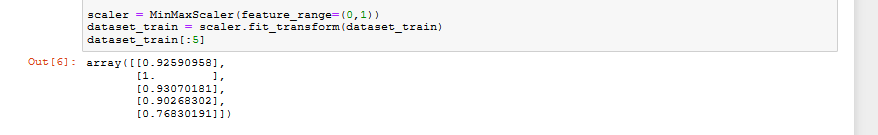 scaler = MinMaxScaler(feature_range=(0,1))
dataset_train = scaler.fit_transform(dataset_train)
dataset_train[:5]
Out[6]: array([[0.92590958],
[1.        ],
[0.93070181],
[0.90268302],
[0.76830191]])